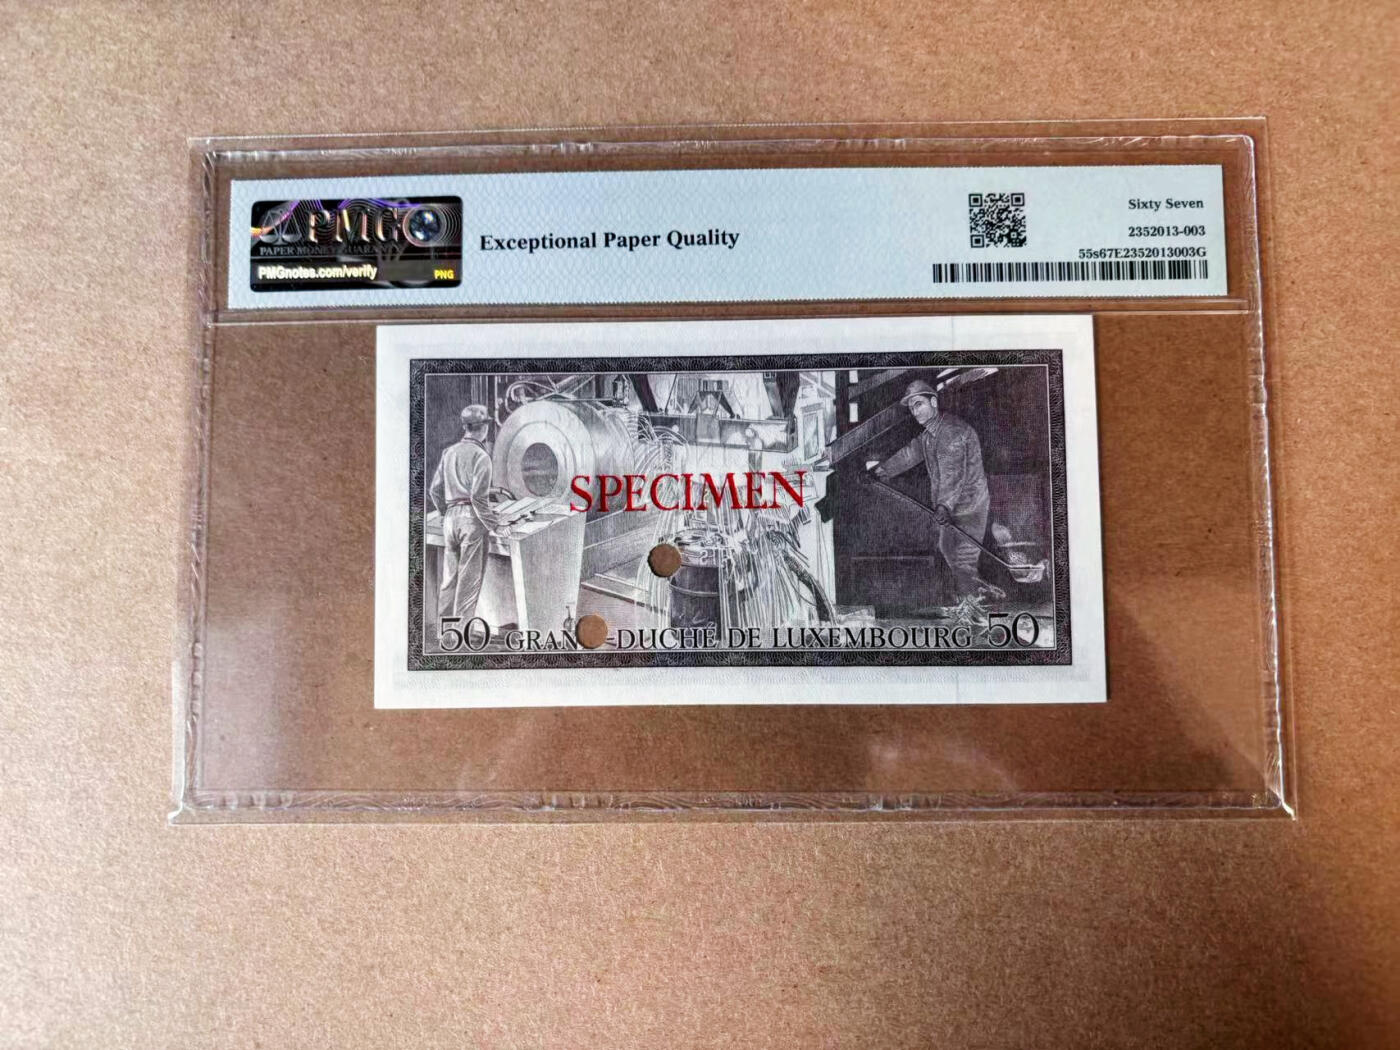 PMG
PAPER MONEY GUARANTY
PMGnotes.com/verify
PNG
Exceptional Paper Quality
Sixty Seven
2352013-003
55s67E2352013003G
SPECIMEN
50 GRAN -DUCHÉ DE LUXEMBOURG 50